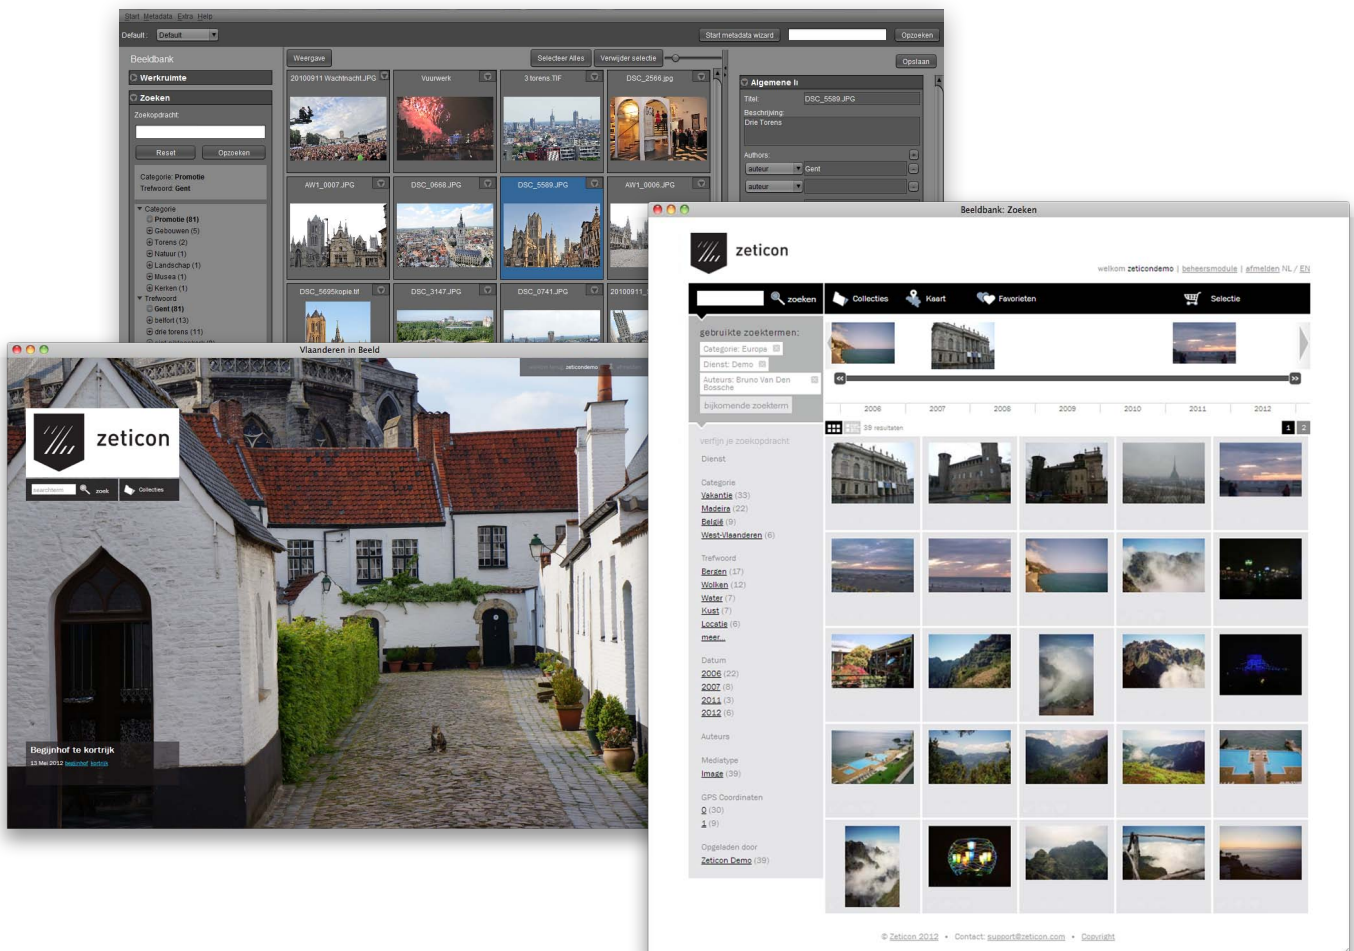 Start Metadata Extra Help
Default: Default
Start metadata wizard
Opzoeken
Beeldbank
Weergave
Selecteer Alles
Verwijder selectie
Opslaan
Werkruimte
Zoeken
Zoekopdracht:
Reset
Opzoeken
Categorie: Promotie
Trefwoord: Gent
Categorie
Promotie (81)
Gebouwen (5)
Torens (2)
Natuur (1)
Landschap (1)
Musea (1)
Kerken (1)
Trefwoord
Gent (81)
belfort (13)
drie torens (11)
20100911 Wachtnacht.JPG
Vuurwerk
3 torens.TIF
DSC_2566.jpg
AW1_0007.JPG
DSC_0668.JPG
DSC_5589.JPG
AW1_0006.JPG
DSC_5695kopie.tif
DSC_3147.JPG
DSC_0741.JPG
20100911_
Algemene li
Titel:
DSC_5589.JPG
Beschrijving:
Drie Torens
Authors:
auteur
Gent
auteur
Vlaanderen in Beeld
zeticondemo
zeticon
zoek
Collecties
Begijnhof te kortrijk
13 Mei 2012 begijnhof kortrijk
Beeldbank: Zoeken
zeticon
welkom zeticondemo | beheersmodule | afmelden NL / EN
zoeken
Collecties
Kaart
Favorieten
Selectie
gebruikte zoektermen:
Categorie: Europe
Dienst: Demo
Auteurs: Bruno Van Den
Bossche
bijkomende zoekterm
2006
2007
2008
2009
2010
2011
2012
39 resultaten
1 2
verfijn je zoekopdracht
Dienst
Categorie
Vakantie (33)
Madeira (22)
België (9)
West-Vlaanderen (6)
Trefwoord
Bergen (17)
Wolken (12)
Water (7)
Kust (7)
Locatie (6)
meer...
Datum
2006 (22)
2007 (8)
2011 (3)
2012 (6)
Auteurs
Mediatype
Image (39)
GPS Coordinaten
0 (30)
1 (9)
Opgeladen door
Zeticon Demo (39)
© Zeticon 2012 • Contact: support@zeticon.com • Copyright